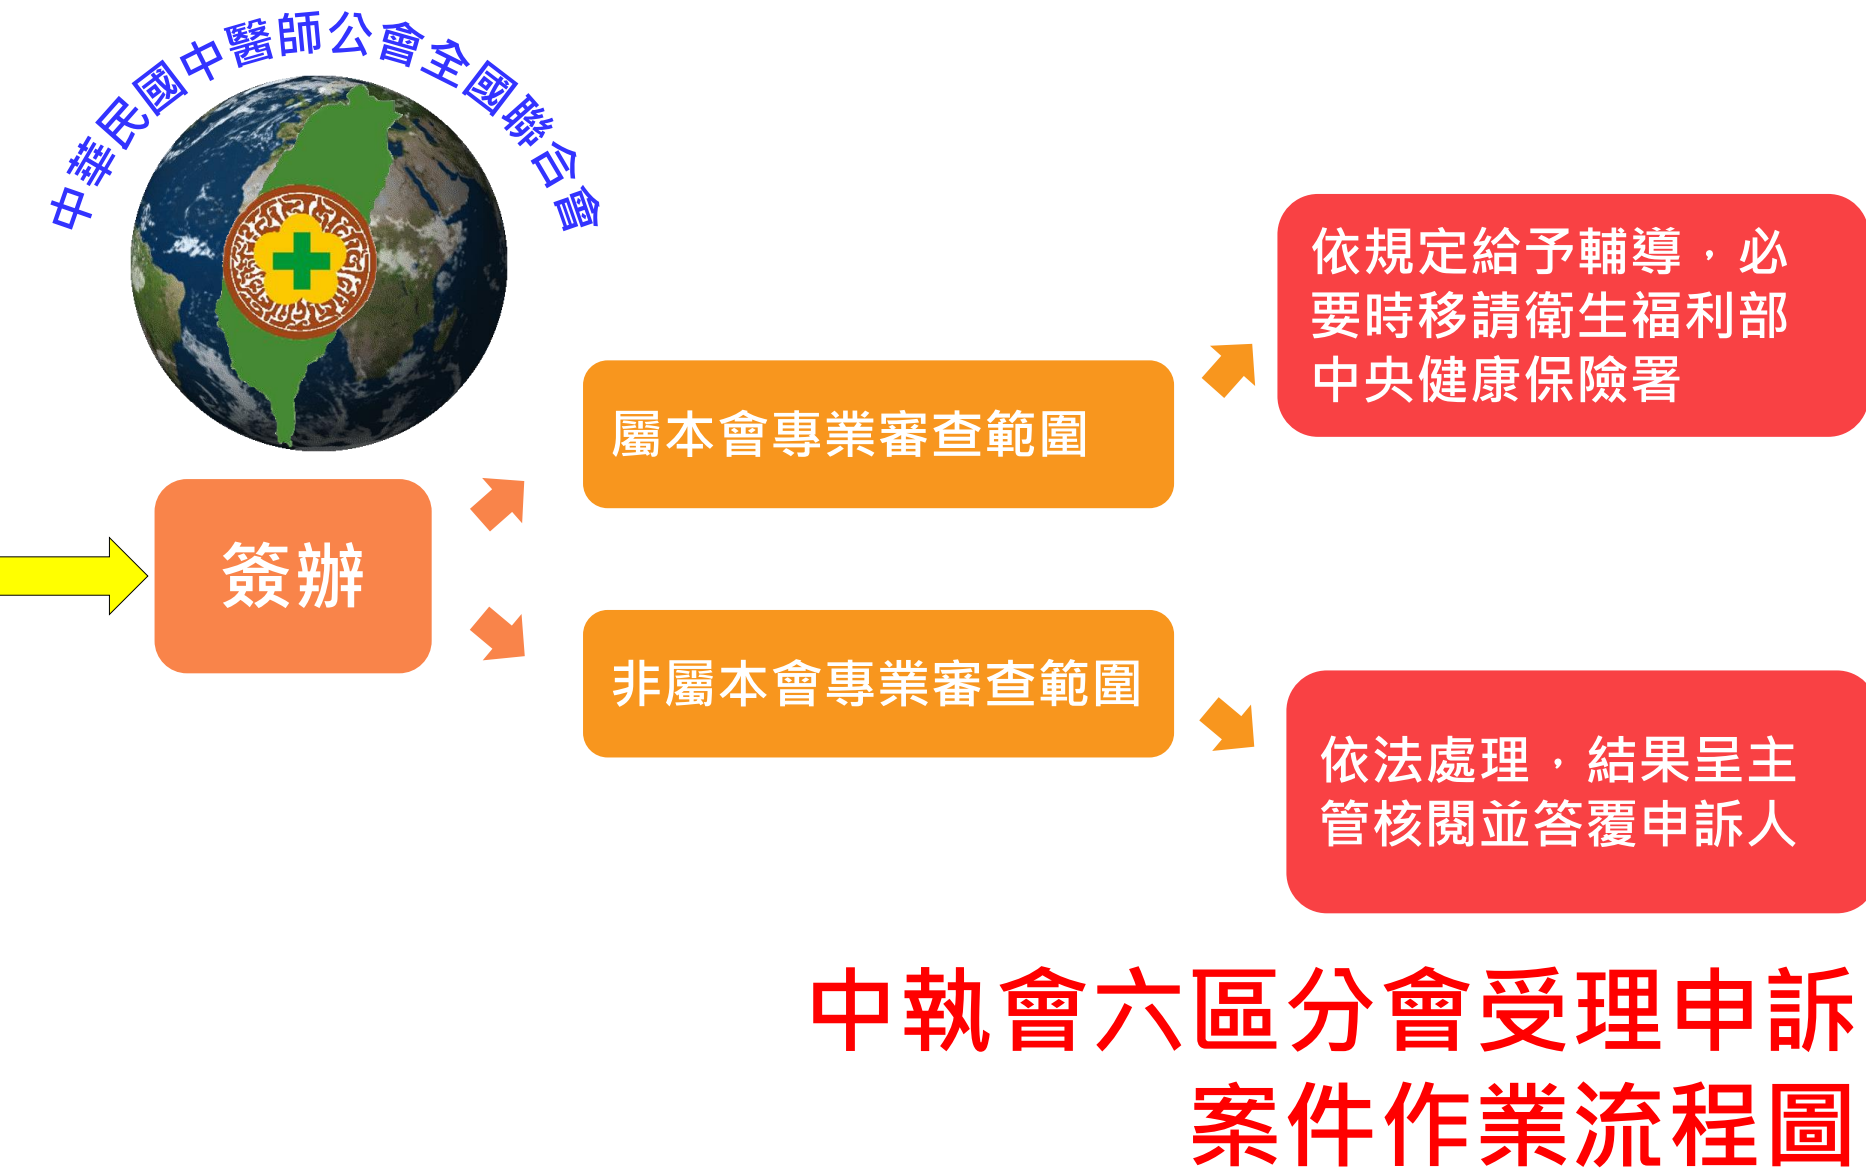 中華民國中醫師公會全國聯合會
簽辦
屬本會專業審查範圍
非屬本會專業審查範圍
依規定給予輔導，必
要時移請衛生福利部
中央健康保險署
依法處理，結果呈主
管核閱並答覆申訴人
中執會六區分會受理申訴
案件作業流程圖